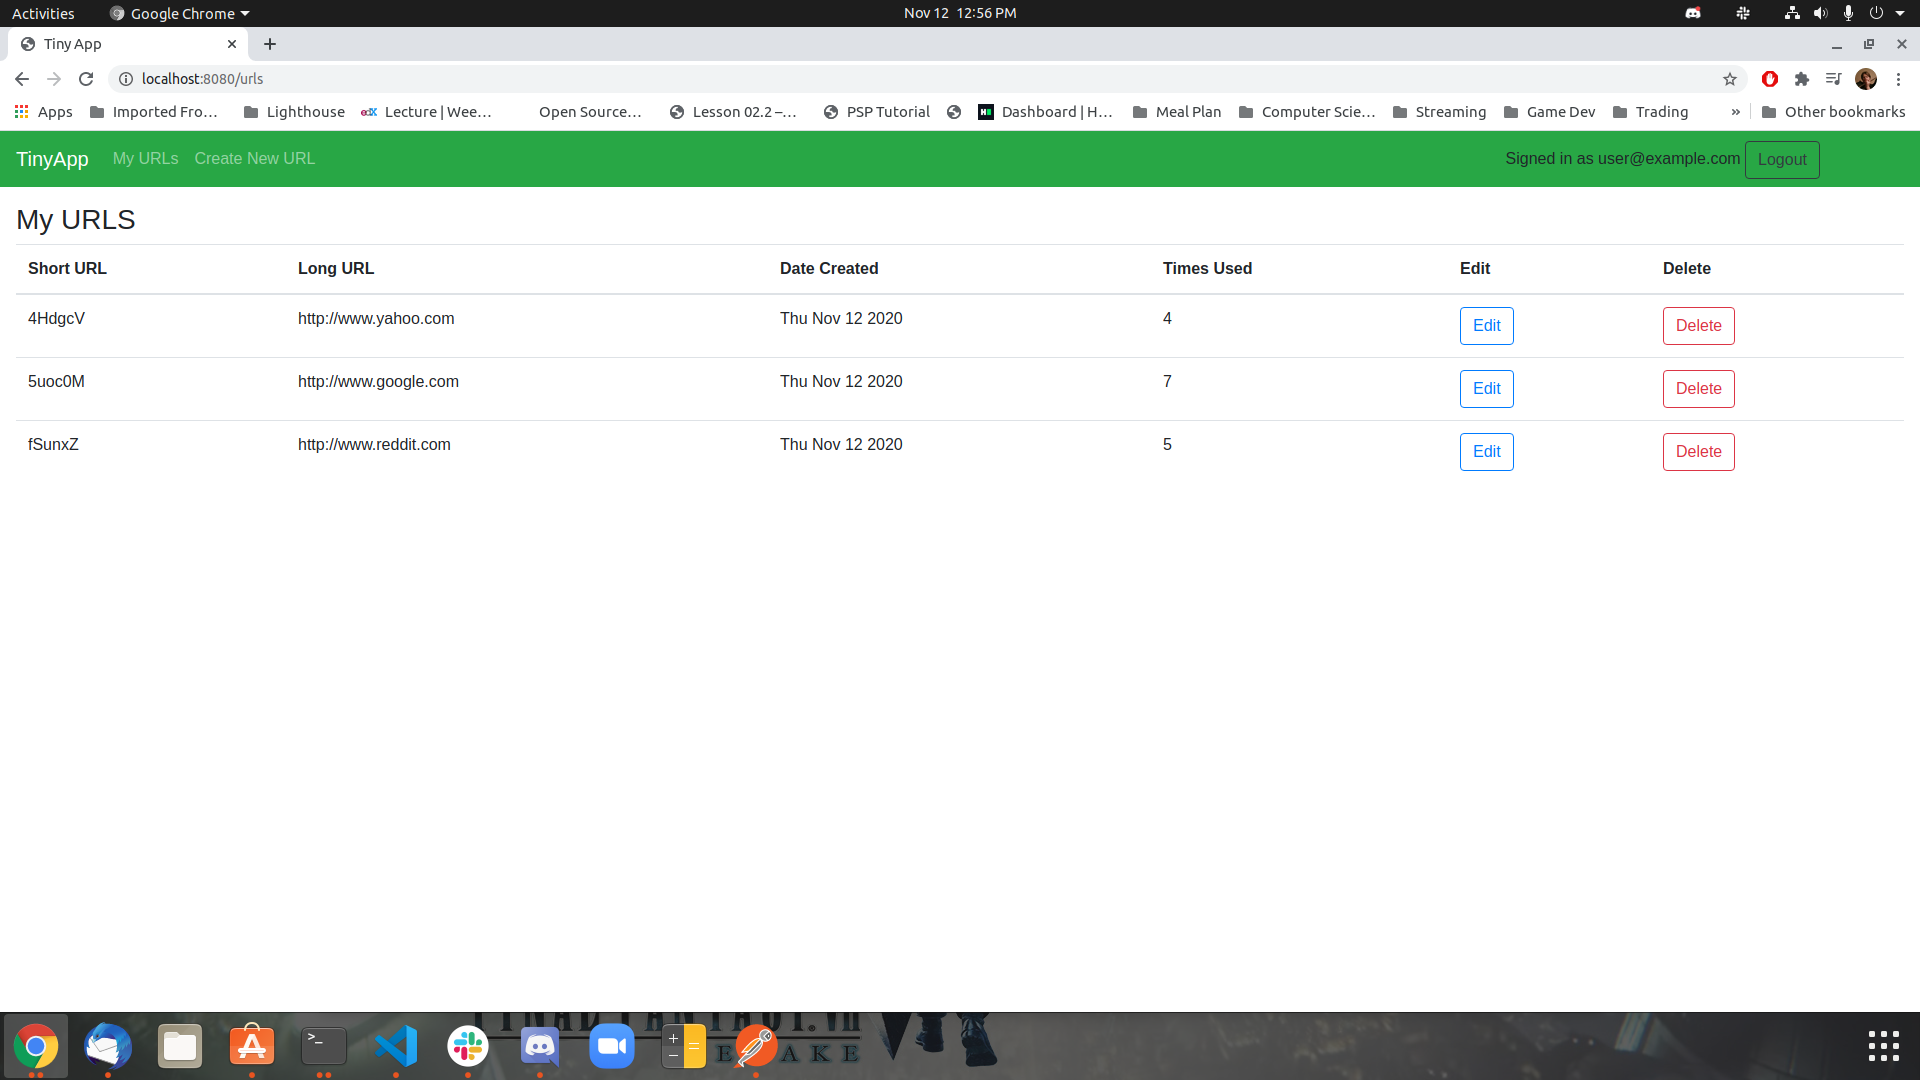 Activities Google Chrome Nov 12 12:56 PM
Tiny App
localhost:8080/urls
Apps Imported Fro… Lighthouse edX Lecture | Wee… Open Source… Lesson 02.2 –… PSP Tutorial H Dashboard | H… Meal Plan Computer Scie… Streaming Game Dev Trading » Other bookmarks
TinyApp My URLs Create New URL Signed in as user@example.com Logout
My URLS
Short URL Long URL Date Created Times Used Edit Delete
4HdgcV http://www.yahoo.com Thu Nov 12 2020 4 Edit Delete
5uoc0M http://www.google.com Thu Nov 12 2020 7 Edit Delete
fSunxZ http://www.reddit.com Thu Nov 12 2020 5 Edit Delete
FINAL FANTASY VII